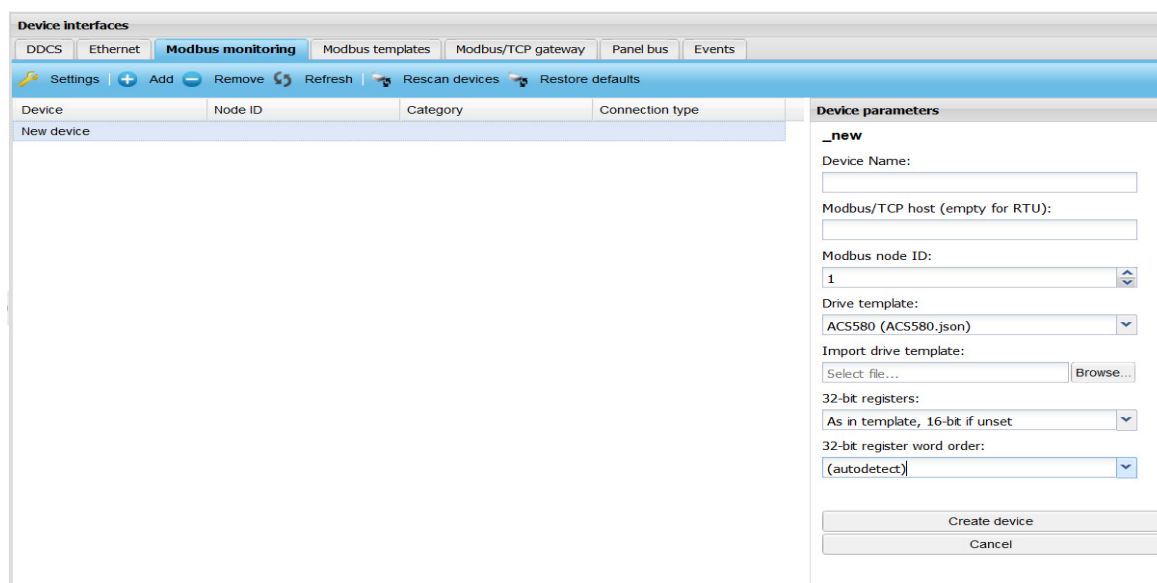 Device interfaces
DDCS Ethernet Modbus monitoring Modbus templates Modbus/TCP gateway Panel bus Events
Settings Add Remove Refresh Rescan devices Restore defaults
Device Node ID Category Connection type
New device
Device parameters
_new
Device Name:
Modbus/TCP host (empty for RTU):
Modbus node ID:
1
Drive template:
ACS580 (ACS580.json)
Import drive template:
Select file... Browse...
32-bit registers:
As in template, 16-bit if unset
32-bit register word order:
(autodetect)
Create device
Cancel